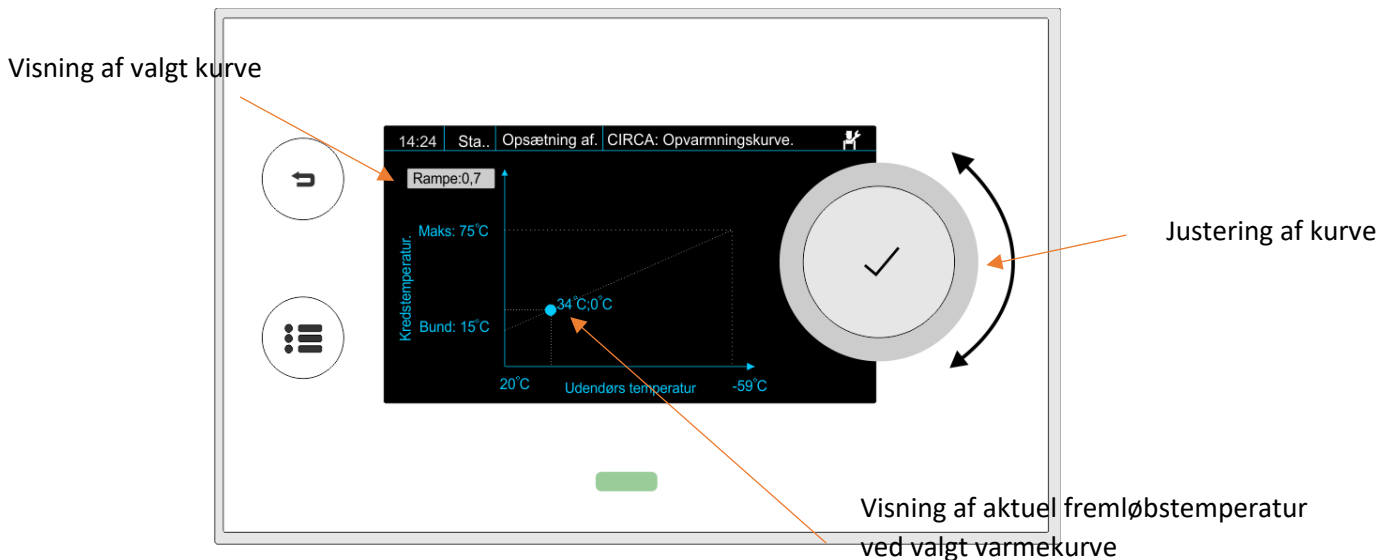 Visning af valgt kurve
14:24 Sta.. Opsætning af. CIRCA: Opvarmningskurve.
Rampe:0,7
Maks: 75°C
Kredstemperatur.
34°C;0°C
Bund: 15°C
20°C Udendørs temperatur -59°C
Justering af kurve
Visning af aktuel fremløbstemperatur
ved valgt varmekurve